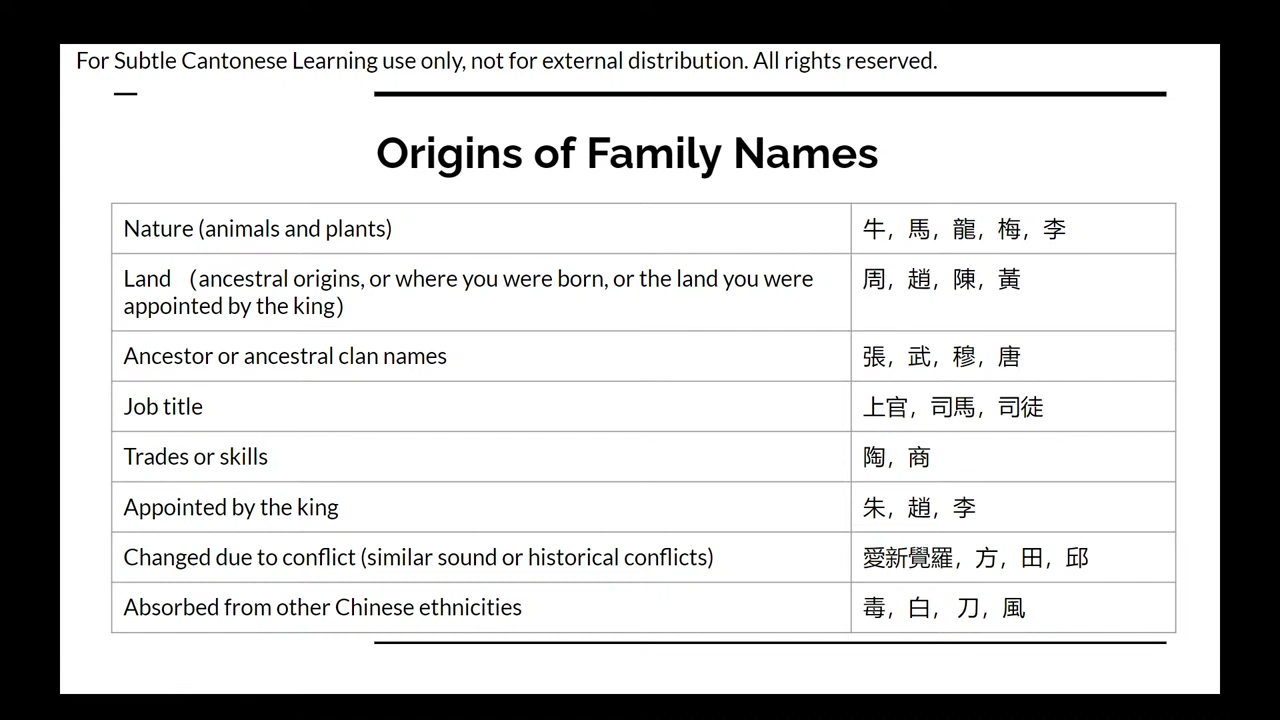 For Subtle Cantonese Learning use only, not for external distribution. All rights reserved.
Origins of Family Names
Nature (animals and plants)
牛，馬，龍，梅，李
Land （ancestral origins, or where you were born, or the land you were
appointed by the king）
周，趙，陳，黃
Ancestor or ancestral clan names
張，武，穆，唐
Job title
上官，司馬，司徒
Trades or skills
陶，商
Appointed by the king
朱，趙，李
Changed due to conflict (similar sound or historical conflicts)
愛新覺羅，方，田，邱
Absorbed from other Chinese ethnicities
毒，白， 刀，風